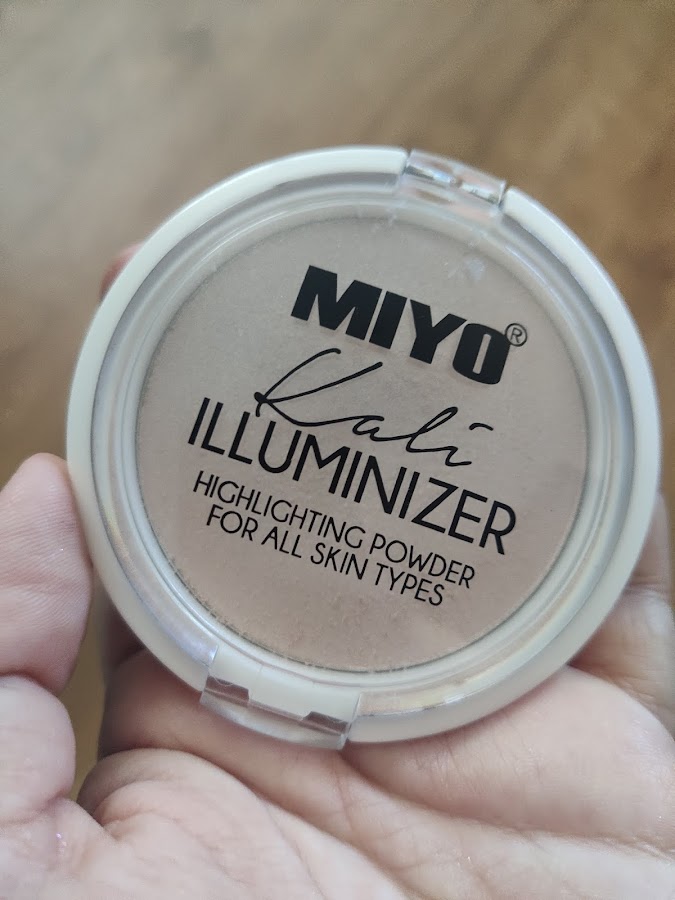 MIYO®
Kali
ILLUMINIZER
HIGHLIGHTING POWDER
FOR ALL SKIN TYPES